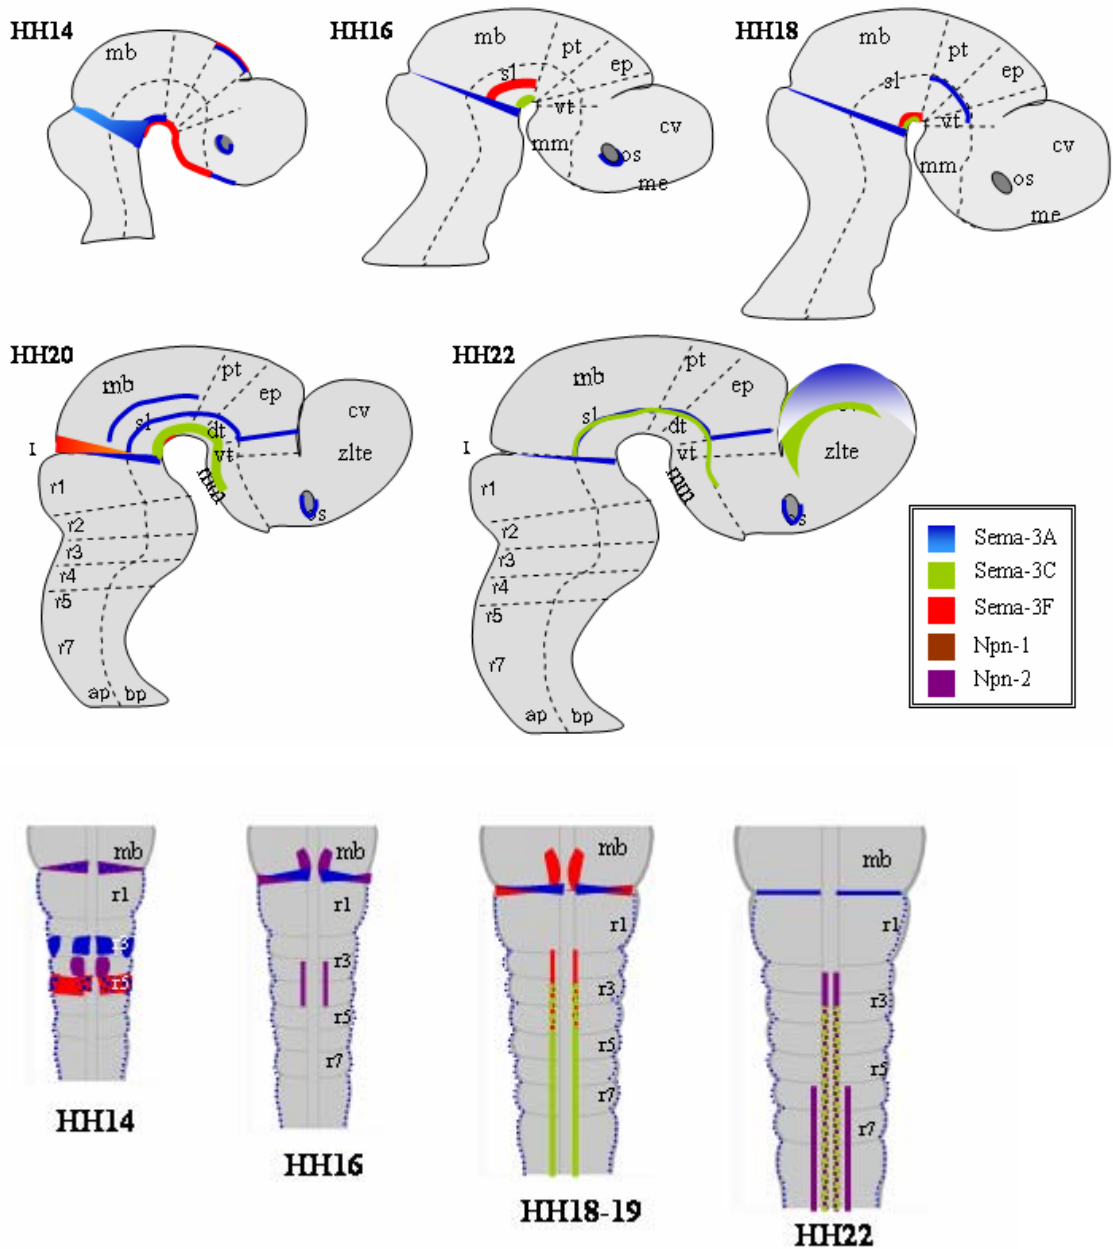 HH14
mb
HH16
mb
pt
ep
sl
vt
cv
mm
os
me
HH18
mb
pt
ep
sl
vt
cv
mm
os
me
HH20
mb
pt
ep
cv
sl
dt
vt
zlte
mm
I
r1
r2
r3
r4
r5
r7
ap bp
HH22
mb
pt
ep
sl
dt
vt
zlte
mm
os
I
r1
r2
r3
r4
r5
r7
ap bp
Sema-3A
Sema-3C
Sema-3F
Npn-1
Npn-2
mb
r1
r3
r5
HH14
mb
r1
r3
r5
r7
HH16
mb
r1
r3
r5
r7
HH18-19
mb
r1
r3
r5
r7
HH22